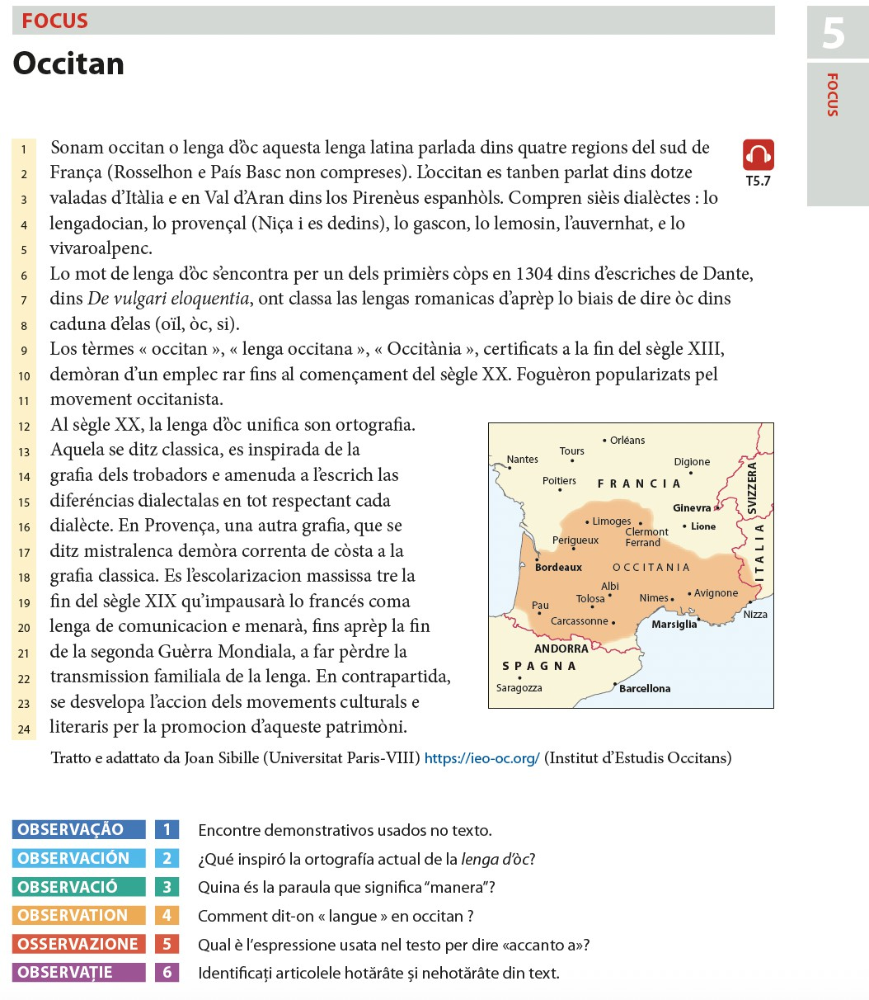 FOCUS
5
FOCUS
Occitan
T5.7
1 Sonam occitan o lenga d'òc aquesta lenga latina parlada dins quatre regions del sud de
2 França (Rosselhon e País Basc non compreses). L'occitan es tanben parlat dins dotze
3 valadas d'Itàlia e en Val d'Aran dins los Pirenèus espanhòls. Compren sièis dialèctes : lo
4 lengadocian, lo provençal (Niça i es dedins), lo gascon, lo lemosin, l'auvernhat, e lo
5 vivaroalpenc.
6 Lo mot de lenga d'òc s'encontra per un dels primièrs còps en 1304 dins d'escriches de Dante,
7 dins De vulgari eloquentia, ont classa las lengas romanicas d'aprèp lo biais de dire òc dins
8 caduna d'elas (oïl, òc, si).
9 Los tèrmes « occitan », « lenga occitana », « Occitània », certificats a la fin del sègle XIII,
10 demòran d'un emplec rar fins al començament del sègle XX. Foguèron popularizats pel
11 movement occitanista.
12 Al sègle XX, la lenga d'òc unifica son ortografia.
13 Aquela se ditz classica, es inspirada de la
14 grafia dels trobadors e amenuda a l'escrich las
15 diferéncias dialectalas en tot respectant cada
16 dialècte. En Provença, una autra grafia, que se
17 ditz mistralenca demòra correnta de còsta a la
18 grafia classica. Es l'escolarizacion massissa tre la
19 fin del sègle XIX qu'impausarà lo francés coma
20 lenga de comunicacion e menarà, fins aprèp la fin
21 de la segonda Guèrra Mondiala, a far pèrdre la
22 transmission familiala de la lenga. En contrapartida,
23 se desvelopa l'accion dels movements culturals e
24 literaris per la promocion d'aqueste patrimòni.
Orléans
Tours
Nantes
Digione
Poitiers
FRANCIA
SVIZZERA
Ginevra
Limoges
Lione
Clermont
Ferrand
Perigueux
ITALIA
Bordeaux
OCCITANIA
Albi
Avignone
Tolosa
Nimes
Pau
Nizza
Carcassonne
Marsiglia
ANDORRA
SPAGNA
Saragozza
Barcellona
Tratto e adattato da Joan Sibille (Universitat Paris-VIII) https://ieo-oc.org/ (Institut d'Estudis Occitans)
OBSERVAÇÃO 1 Encontre demonstrativos usados no texto.
OBSERVACIÓN 2 ¿Qué inspiró la ortografía actual de la lenga d'òc?
OBSERVACIÓ 3 Quina és la paraula que significa "manera"?
OBSERVATION 4 Comment dit-on « langue » en occitan ?
OSSERVAZIONE 5 Qual è l'espressione usata nel testo per dire «accanto a»?
OBSERVAȚIE 6 Identificați articolele hotărâte și nehotărâte din text.